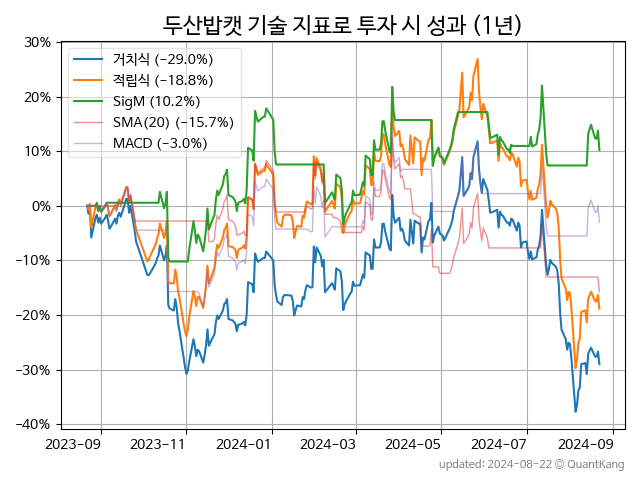 두산밥캣 기술 지표로 투자 시 성과 (1년)
30%
20%
10%
0%
−10%
−20%
−30%
−40%
거치식 (−29.0%)
적립식 (−18.8%)
SigM (10.2%)
SMA(20) (−15.7%)
MACD (−3.0%)
2023-09
2023-11
2024-01
2024-03
2024-05
2024-07
2024-09
updated: 2024-08-22 ⓒ QuantKang